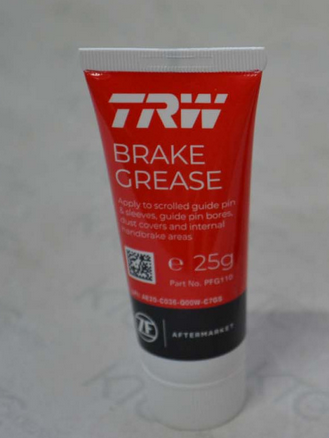 TRW
BRAKE
GREASE
Apply to scrolled guide pin
& sleeves, guide pin bores,
dust covers and internal
handbrake areas
e 25g
Part No. PFG110
ZF
AFTERMARKET